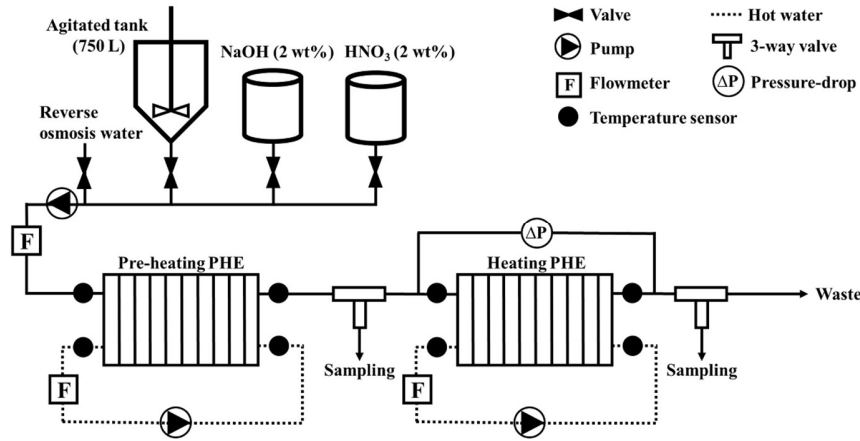 Agitated tank
(750 L)
NaOH (2 wt%)
HNO₃ (2 wt%)
Reverse
osmosis water
Valve
Hot water
Pump
3-way valve
F
Flowmeter
ΔP
Pressure-drop
Temperature sensor
F
Pre-heating PHE
Heating PHE
ΔP
Waste
Sampling
Sampling
F
F